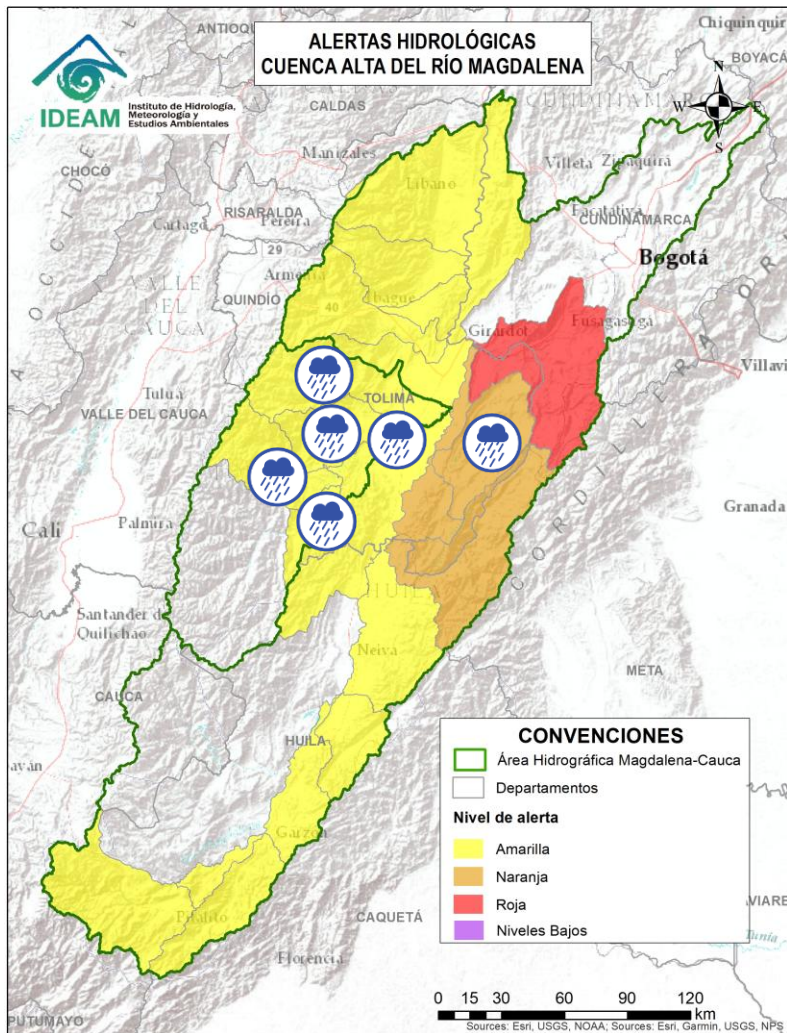 ALERTAS HIDROLÓGICAS
CUENCA ALTA DEL RÍO MAGDALENA
IDEAM
Instituto de Hidrología,
Meteorología y
Estudios Ambientales
N
W E
S
BOYACÁ
CALDAS
Manizales
Líbano
Villeta
Zipaquirá
CHOCÓ
RISARALDA
Pereira
Cartago
Facatativá
CUNDINAMARCA
Bogotá
29
Armenia
QUINDÍO
40
Ibagué
VALLE
DEL
CAUCA
Girardot
Fusagasugá
Tuluá
VALLE DEL CAUCA
TOLIMA
Granada
Cali
Palmira
CORDILLERA
HUILA
Santander de
Quilichao
Neiva
META
CAUCA
HUILA
Garzón
Pitalito
CAQUETÁ
Florencia
PUTUMAYO
CONVENCIONES
Área Hidrográfica Magdalena-Cauca
Departamentos
Nivel de alerta
Amarilla
Naranja
Roja
Niveles Bajos
0 15 30 60 90 120
km
Sources: Esri, USGS, NOAA; Sources: Esri, Garmin, USGS, NPS